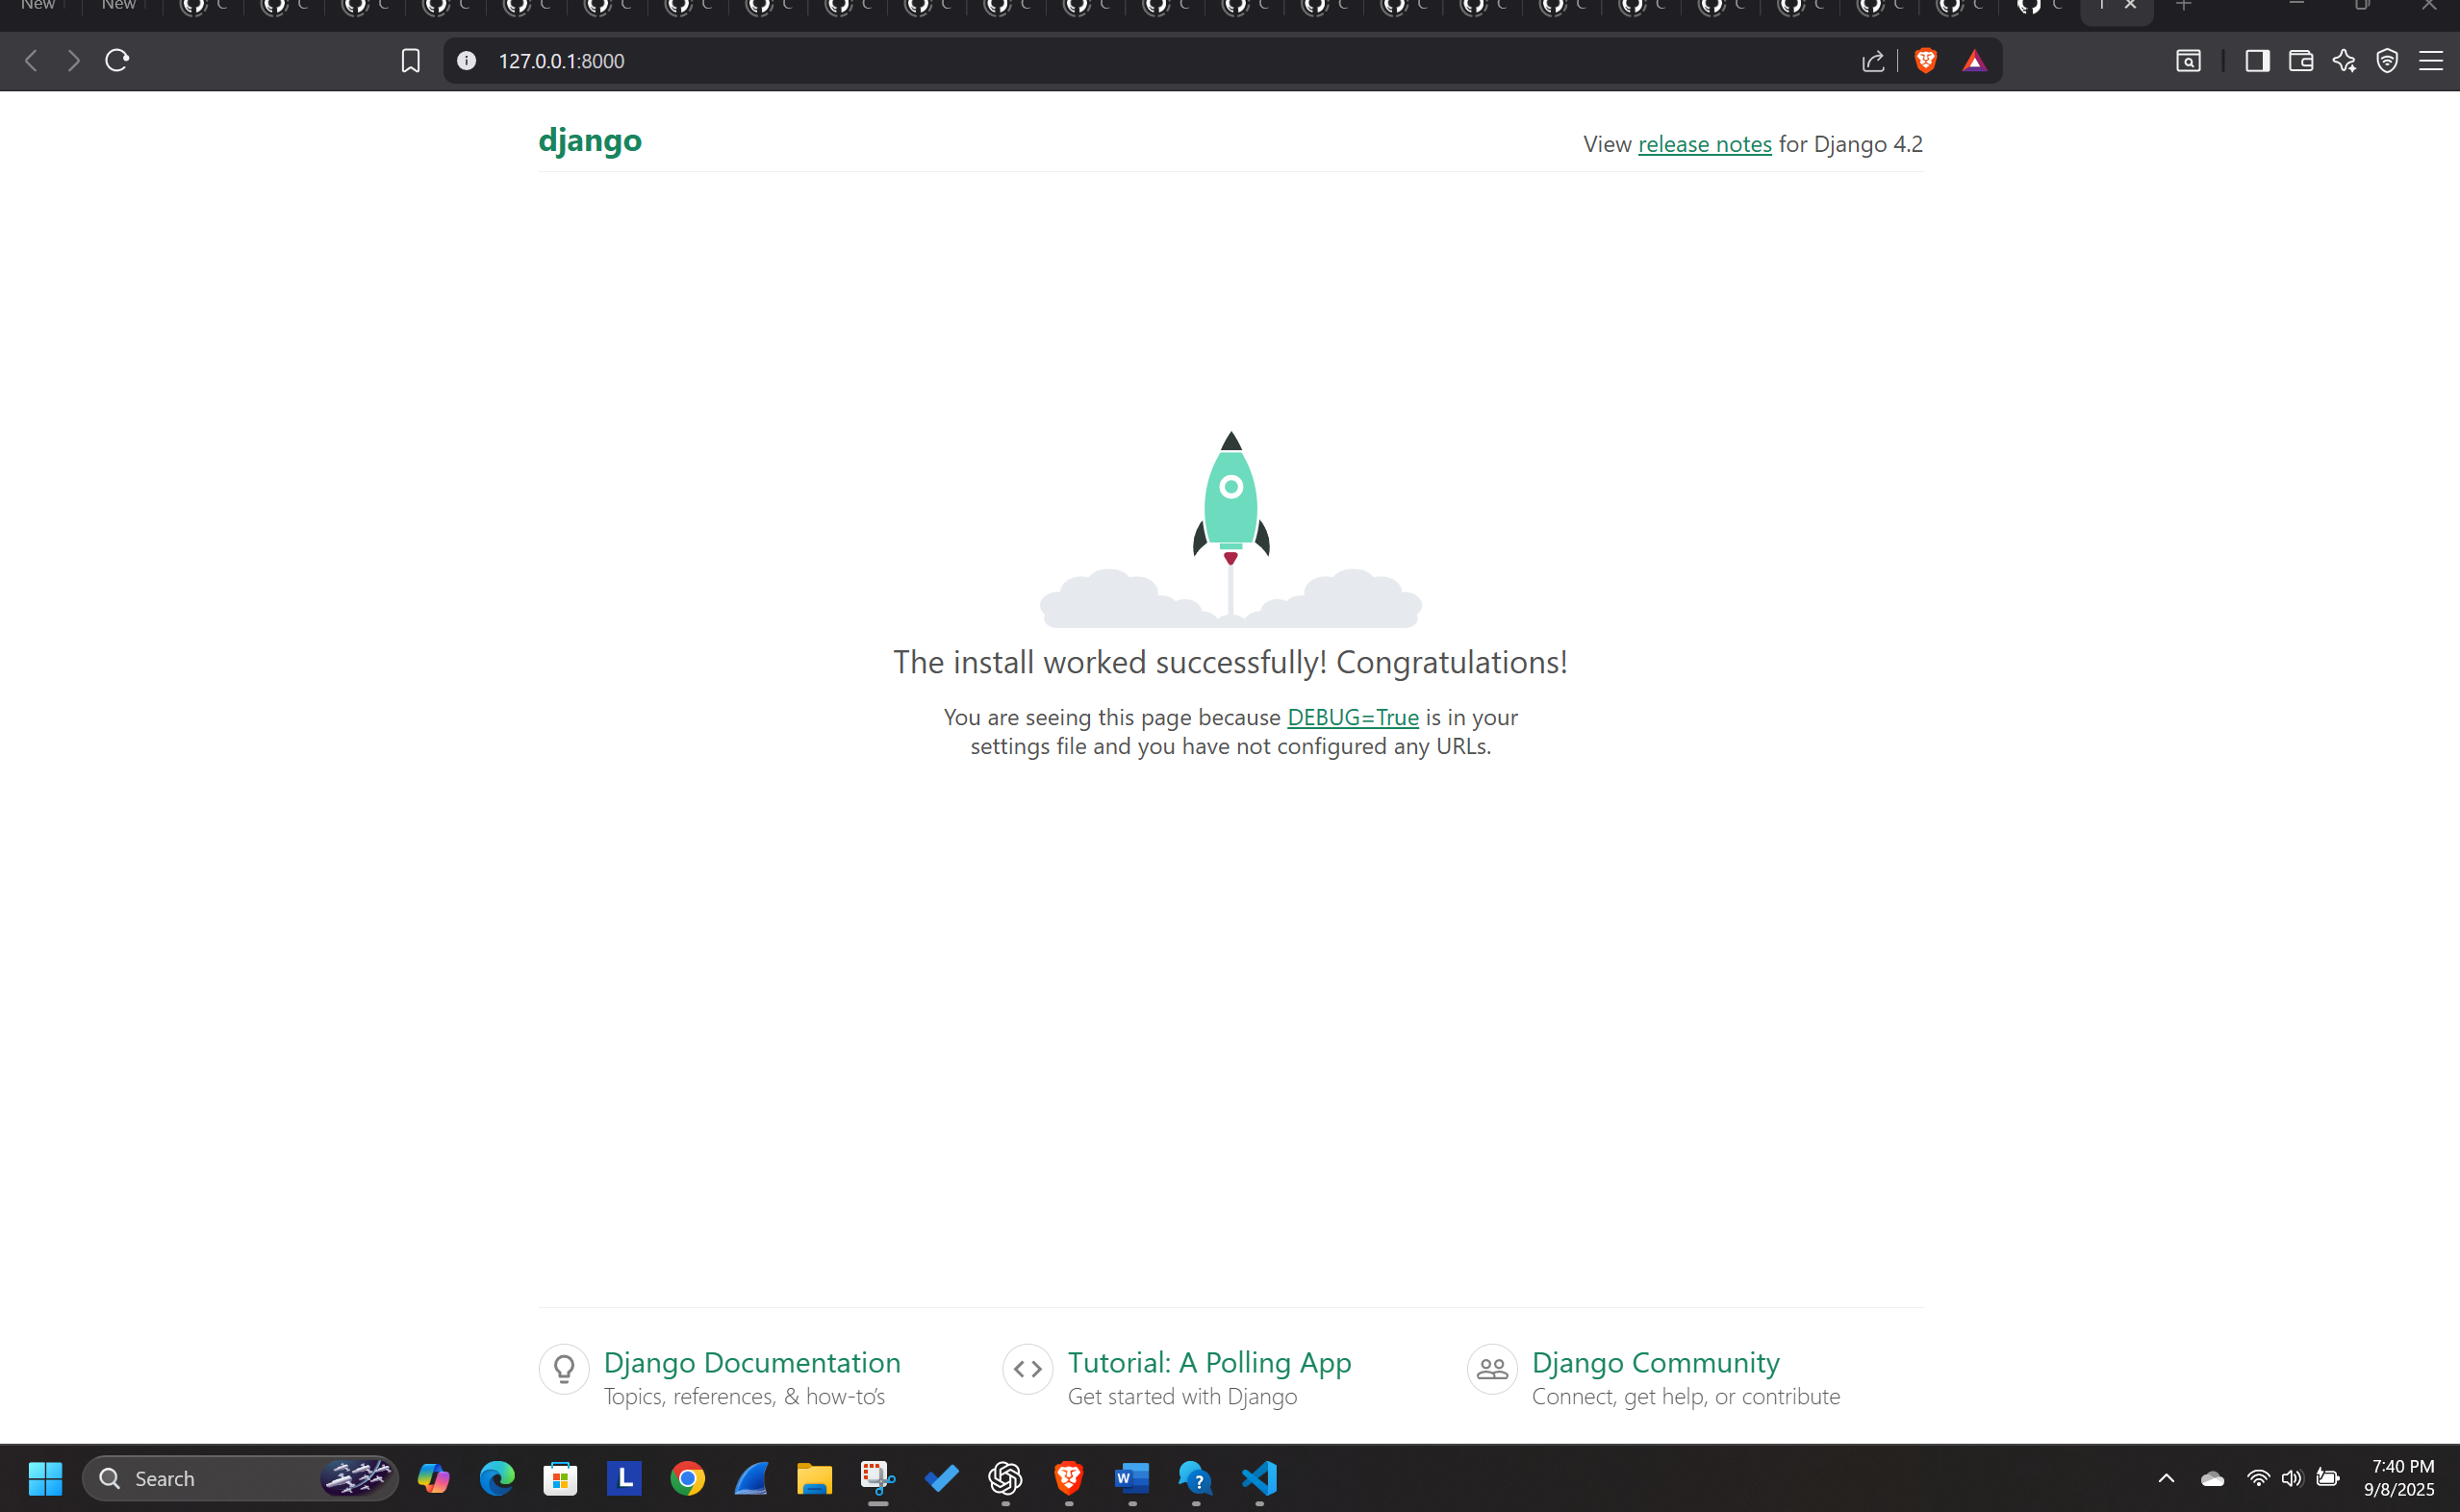 New
New
127.0.0.1:8000
django
View release notes for Django 4.2
The install worked successfully! Congratulations!
You are seeing this page because DEBUG=True is in your
settings file and you have not configured any URLs.
Django Documentation
Topics, references, & how-to's
Tutorial: A Polling App
Get started with Django
Django Community
Connect, get help, or contribute
Search
L
W
?
7:40 PM
9/8/2025